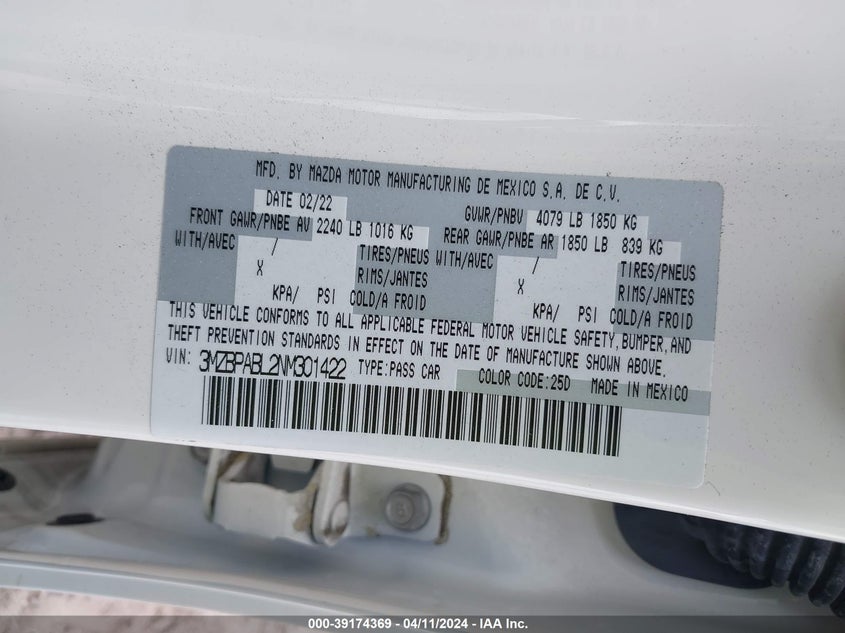 MFD. BY MAZDA MOTOR MANUFACTURING DE MEXICO S.A. DE C.V.
DATE 02/22 GVWR/PNBV 4079 LB 1850 KG
FRONT GAWR/PNBE AV 2240 LB 1016 KG REAR GAWR/PNBE AR 1850 LB 839 KG
WITH/AVEC / TIRES/PNEUS WITH/AVEC / TIRES/PNEUS
X RIMS/JANTES X RIMS/JANTES
KPA/ PSI COLD/A FROID KPA/ PSI COLD/A FROID
THIS VEHICLE CONFORMS TO ALL APPLICABLE FEDERAL MOTOR VEHICLE SAFETY, BUMPER, AND
THEFT PREVENTION STANDARDS IN EFFECT ON THE DATE OF MANUFACTURE SHOWN ABOVE.
VIN: 3MZBPABL2NM301422 TYPE:PASS CAR COLOR CODE:25D MADE IN MEXICO
000-39174369 - 04/11/2024 - IAA Inc.